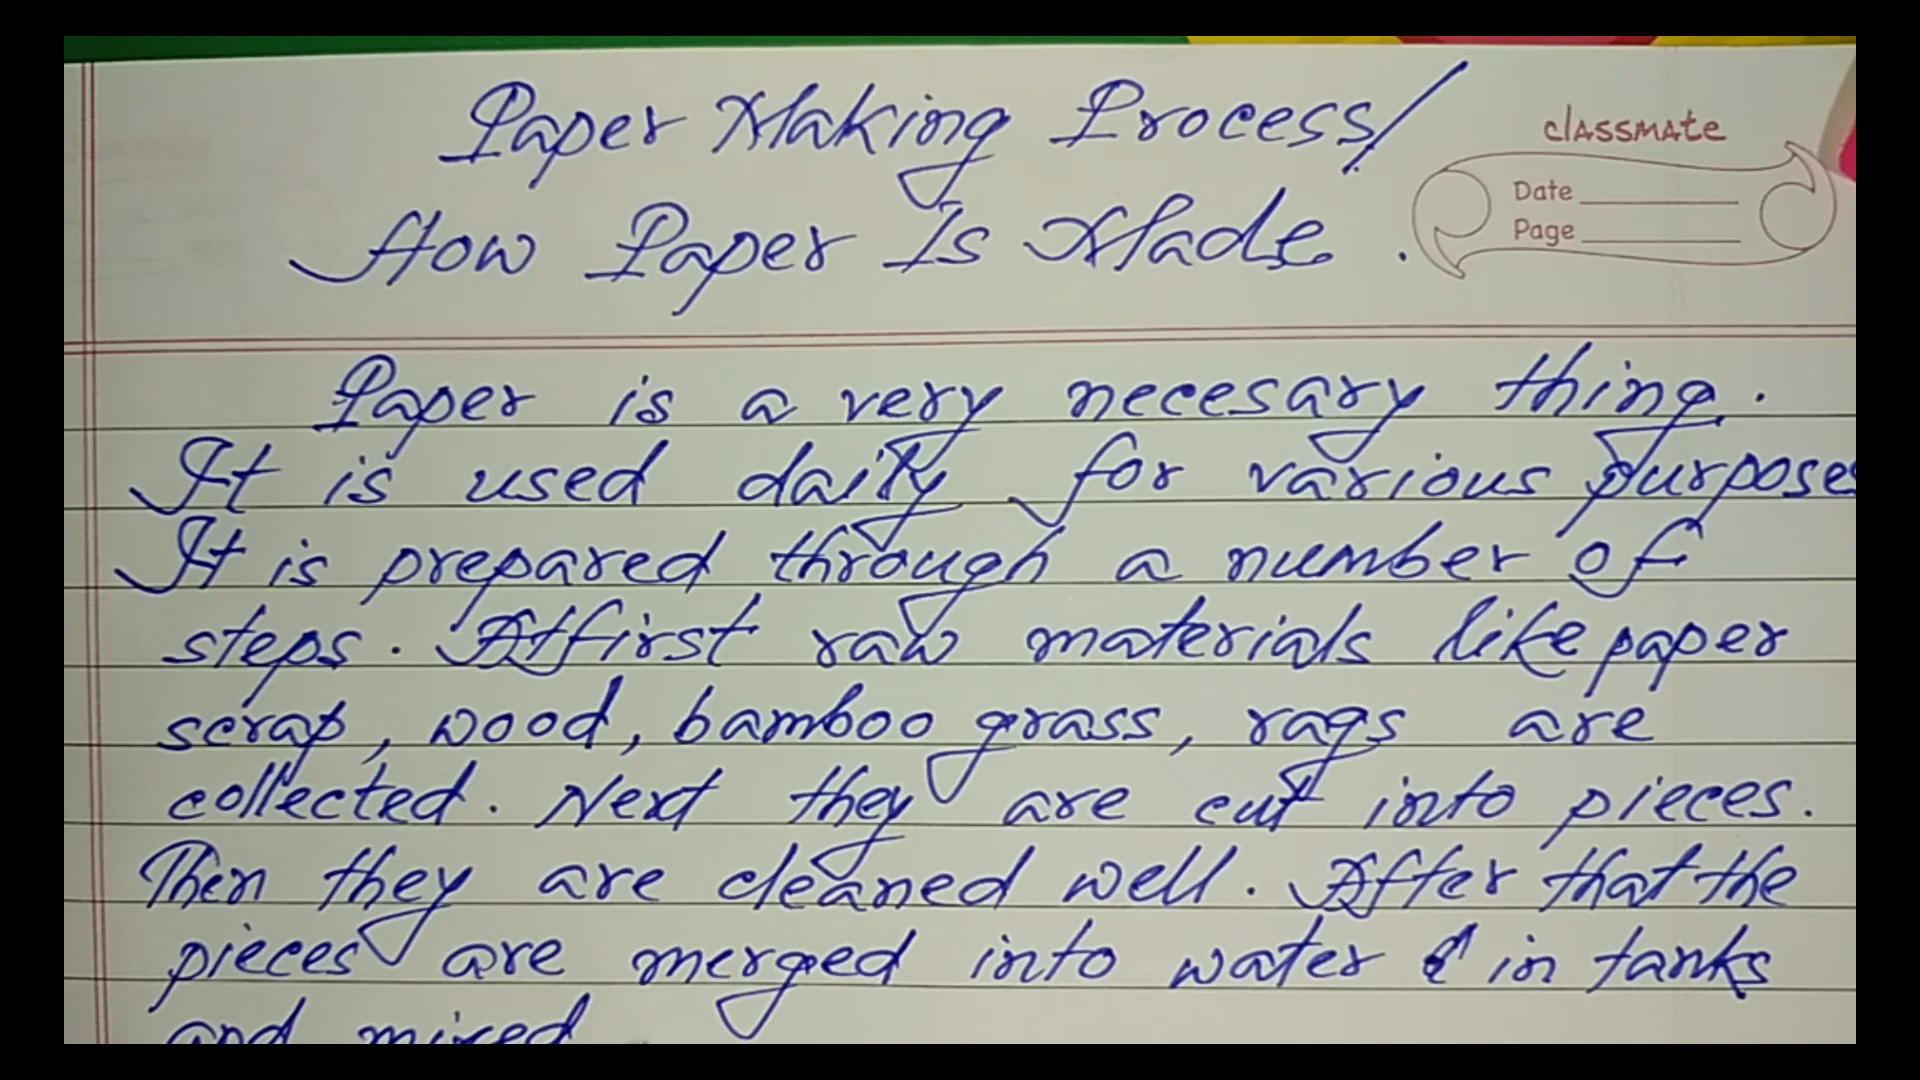 Paper Making Process/
classmate
Date
Page
How Paper Is Made.
Paper is a very necesary thing.
It is used daily for various purposes
It is prepared through a number of
steps. Atfirst raw materials like paper
scrap, wood, bamboo grass, rags are
collected. Next they are cut into pieces.
Then they are cleaned well. After that the
pieces are merged into water & in tanks
and mixed